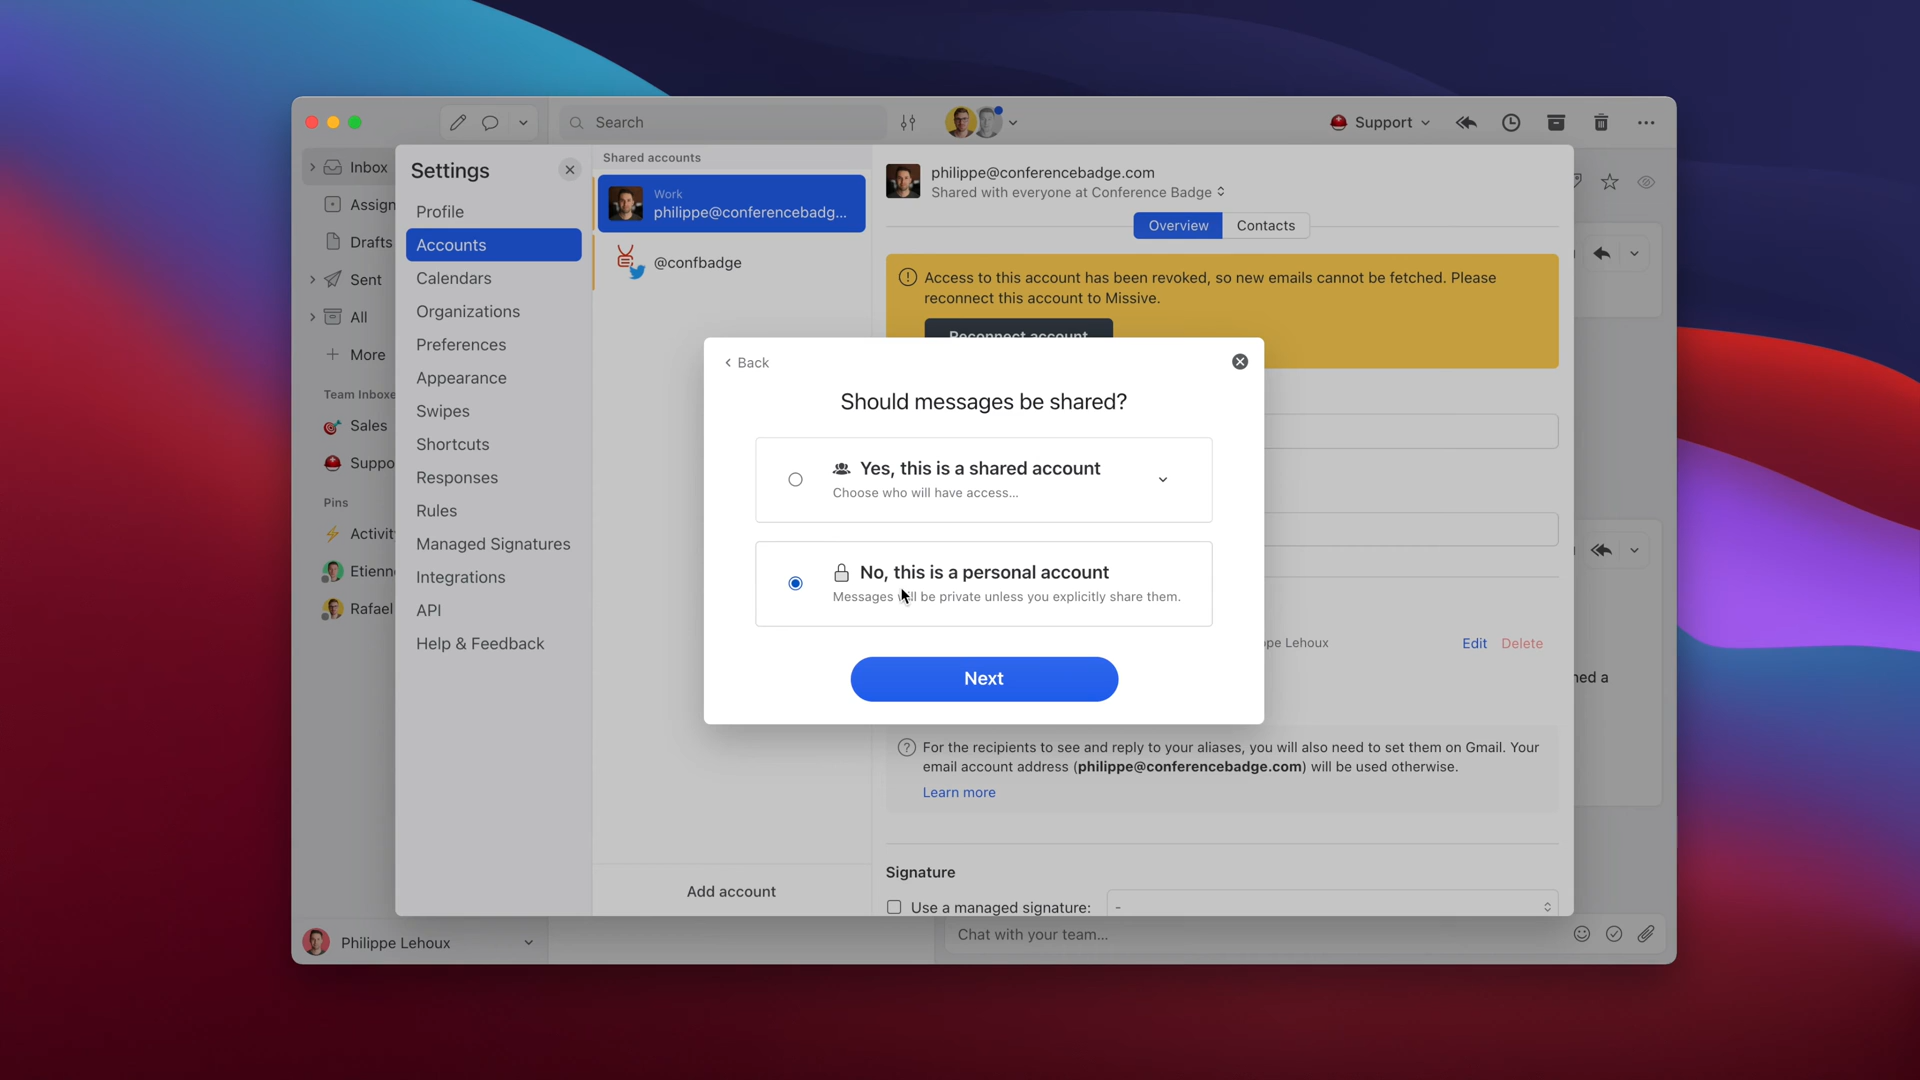 Search
Support
Inbox
Assign
Drafts
Sent
All
More
Team Inboxe
Sales
Suppo
Pins
Activit
Etienn
Rafael
Philippe Lehoux
Settings
Profile
Accounts
Calendars
Organizations
Preferences
Appearance
Swipes
Shortcuts
Responses
Rules
Managed Signatures
Integrations
API
Help & Feedback
Shared accounts
Work
philippe@conferencebadg...
@confbadge
Add account
philippe@conferencebadge.com
Shared with everyone at Conference Badge
Overview
Contacts
Access to this account has been revoked, so new emails cannot be fetched. Please
reconnect this account to Missive.
Reconnect account
Back
Should messages be shared?
Yes, this is a shared account
Choose who will have access...
No, this is a personal account
Messages will be private unless you explicitly share them.
Next
ppe Lehoux
Edit
Delete
ned a
For the recipients to see and reply to your aliases, you will also need to set them on Gmail. Your
email account address (philippe@conferencebadge.com) will be used otherwise.
Learn more
Signature
Use a managed signature:
-
Chat with your team...